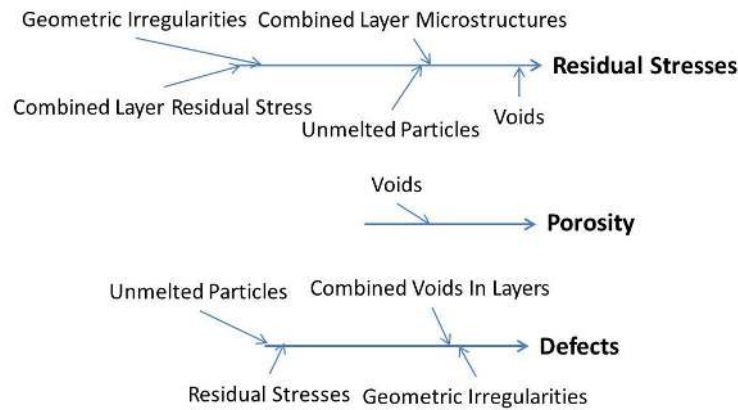 Geometric Irregularities
Combined Layer Microstructures
Residual Stresses
Combined Layer Residual Stress
Unmelted Particles
Voids
Voids
Porosity
Unmelted Particles
Combined Voids In Layers
Defects
Residual Stresses
Geometric Irregularities